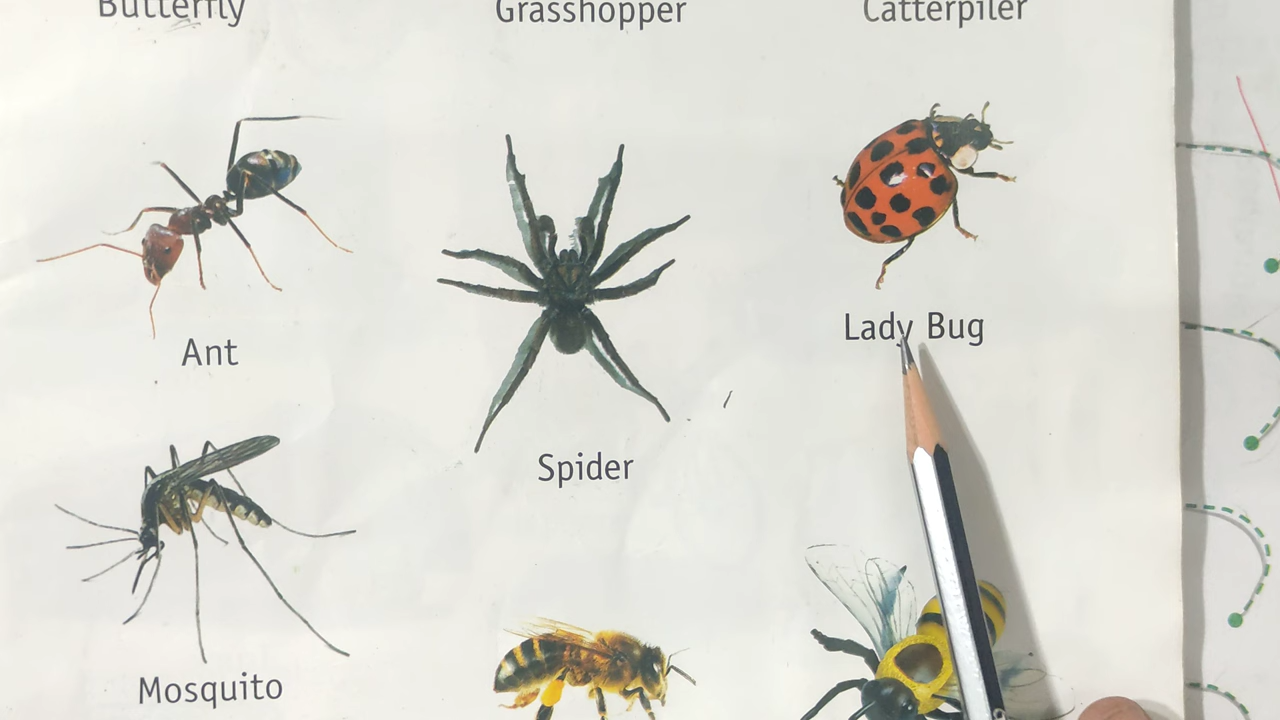 Butterfly
Grasshopper
Catterpiler
Ant
Spider
Lady Bug
Mosquito